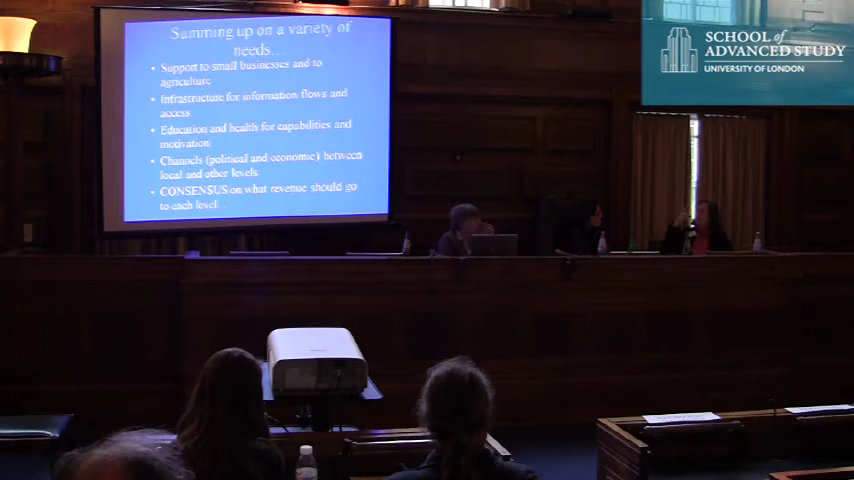 Summing up on a variety of
needs...
• Support to small businesses and to
agriculture
• Infrastructure for information flows and
access
• Education and health for capabilities and
motivation
• Channels (political and economic) between
local and other levels
• CONSENSUS on what revenue should go
to each level...
SCHOOL of
ADVANCED STUDY
UNIVERSITY OF LONDON